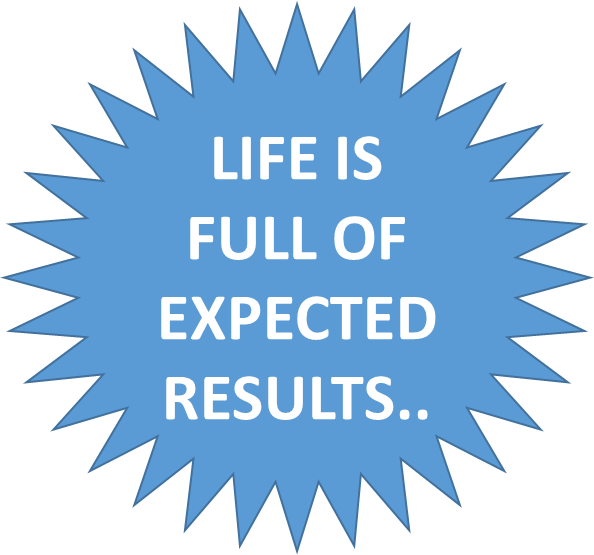 LIFE IS
FULL OF
EXPECTED
RESULTS..